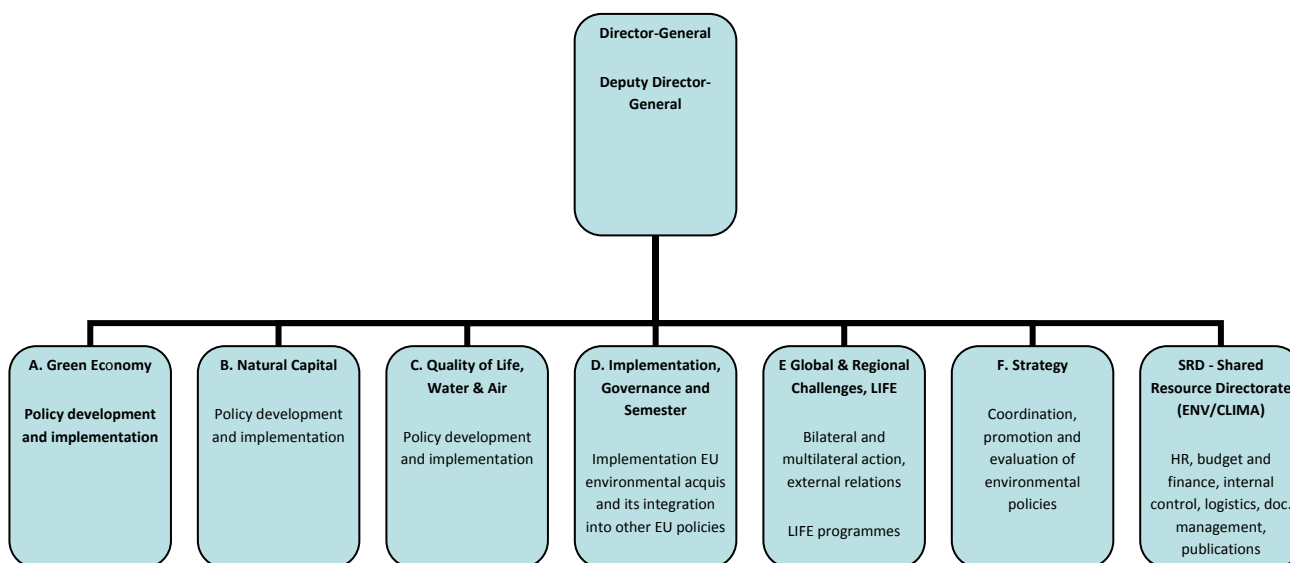 Director-General
Deputy Director-
General
A. Green Economy
Policy development
and implementation
B. Natural Capital
Policy development
and implementation
C. Quality of Life,
Water & Air
Policy development
and implementation
D. Implementation,
Governance and
Semester
Implementation EU
environmental acquis
and its integration
into other EU policies
E Global & Regional
Challenges, LIFE
Bilateral and
multilateral action,
external relations
LIFE programmes
F. Strategy
Coordination,
promotion and
evaluation of
environmental
policies
SRD - Shared
Resource Directorate
(ENV/CLIMA)
HR, budget and
finance, internal
control, logistics, doc.
management,
publications